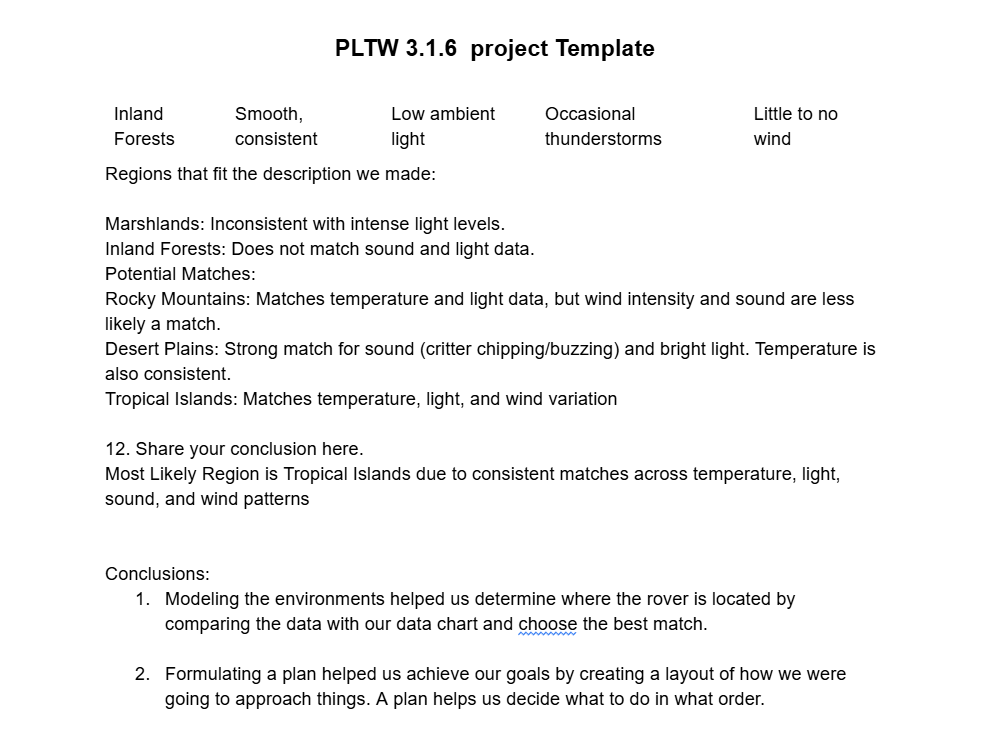 PLTW 3.1.6  project Template
Inland Forests Smooth, consistent Low ambient light Occasional thunderstorms Little to no wind
Regions that fit the description we made:
Marshlands: Inconsistent with intense light levels.
Inland Forests: Does not match sound and light data.
Potential Matches:
Rocky Mountains: Matches temperature and light data, but wind intensity and sound are less
likely a match.
Desert Plains: Strong match for sound (critter chipping/buzzing) and bright light. Temperature is
also consistent.
Tropical Islands: Matches temperature, light, and wind variation
12. Share your conclusion here.
Most Likely Region is Tropical Islands due to consistent matches across temperature, light,
sound, and wind patterns
Conclusions:
1. Modeling the environments helped us determine where the rover is located by
comparing the data with our data chart and choose the best match.
2. Formulating a plan helped us achieve our goals by creating a layout of how we were
going to approach things. A plan helps us decide what to do in what order.